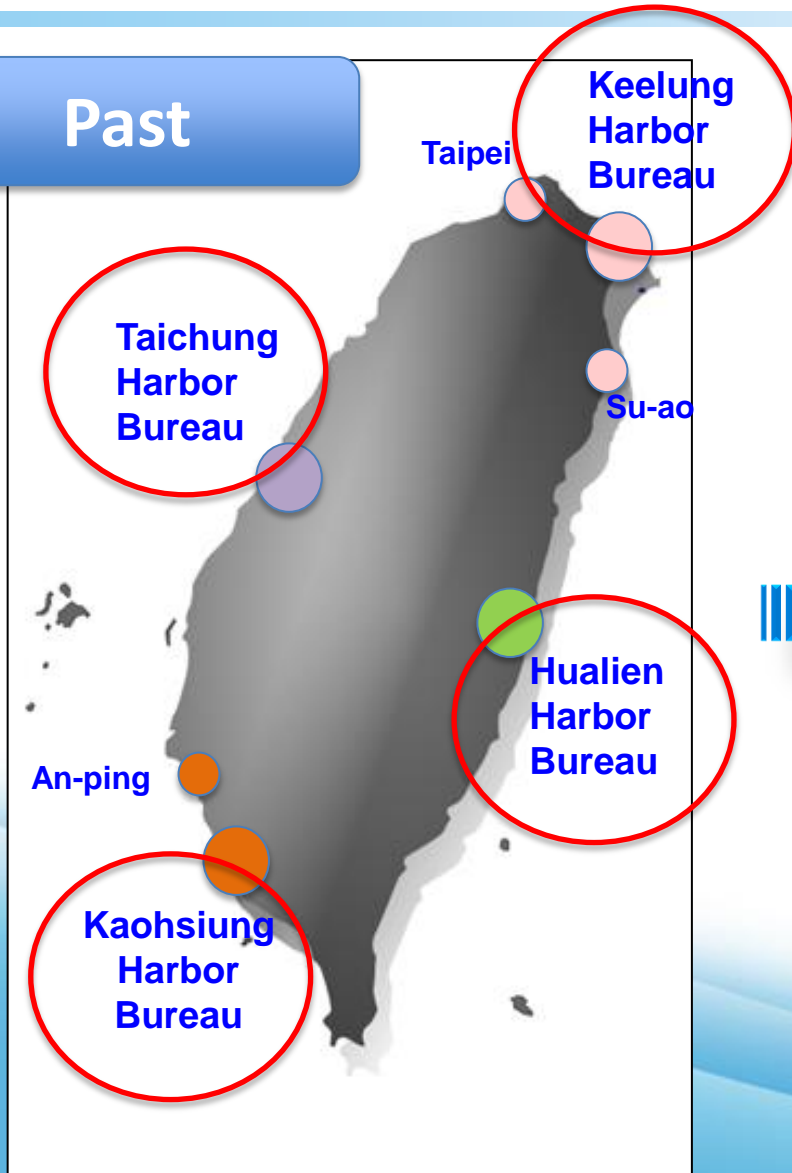 Past
Keelung
Harbor
Bureau
Taipei
Taichung
Harbor
Bureau
Su-ao
Hualien
Harbor
Bureau
An-ping
Kaohsiung
Harbor
Bureau